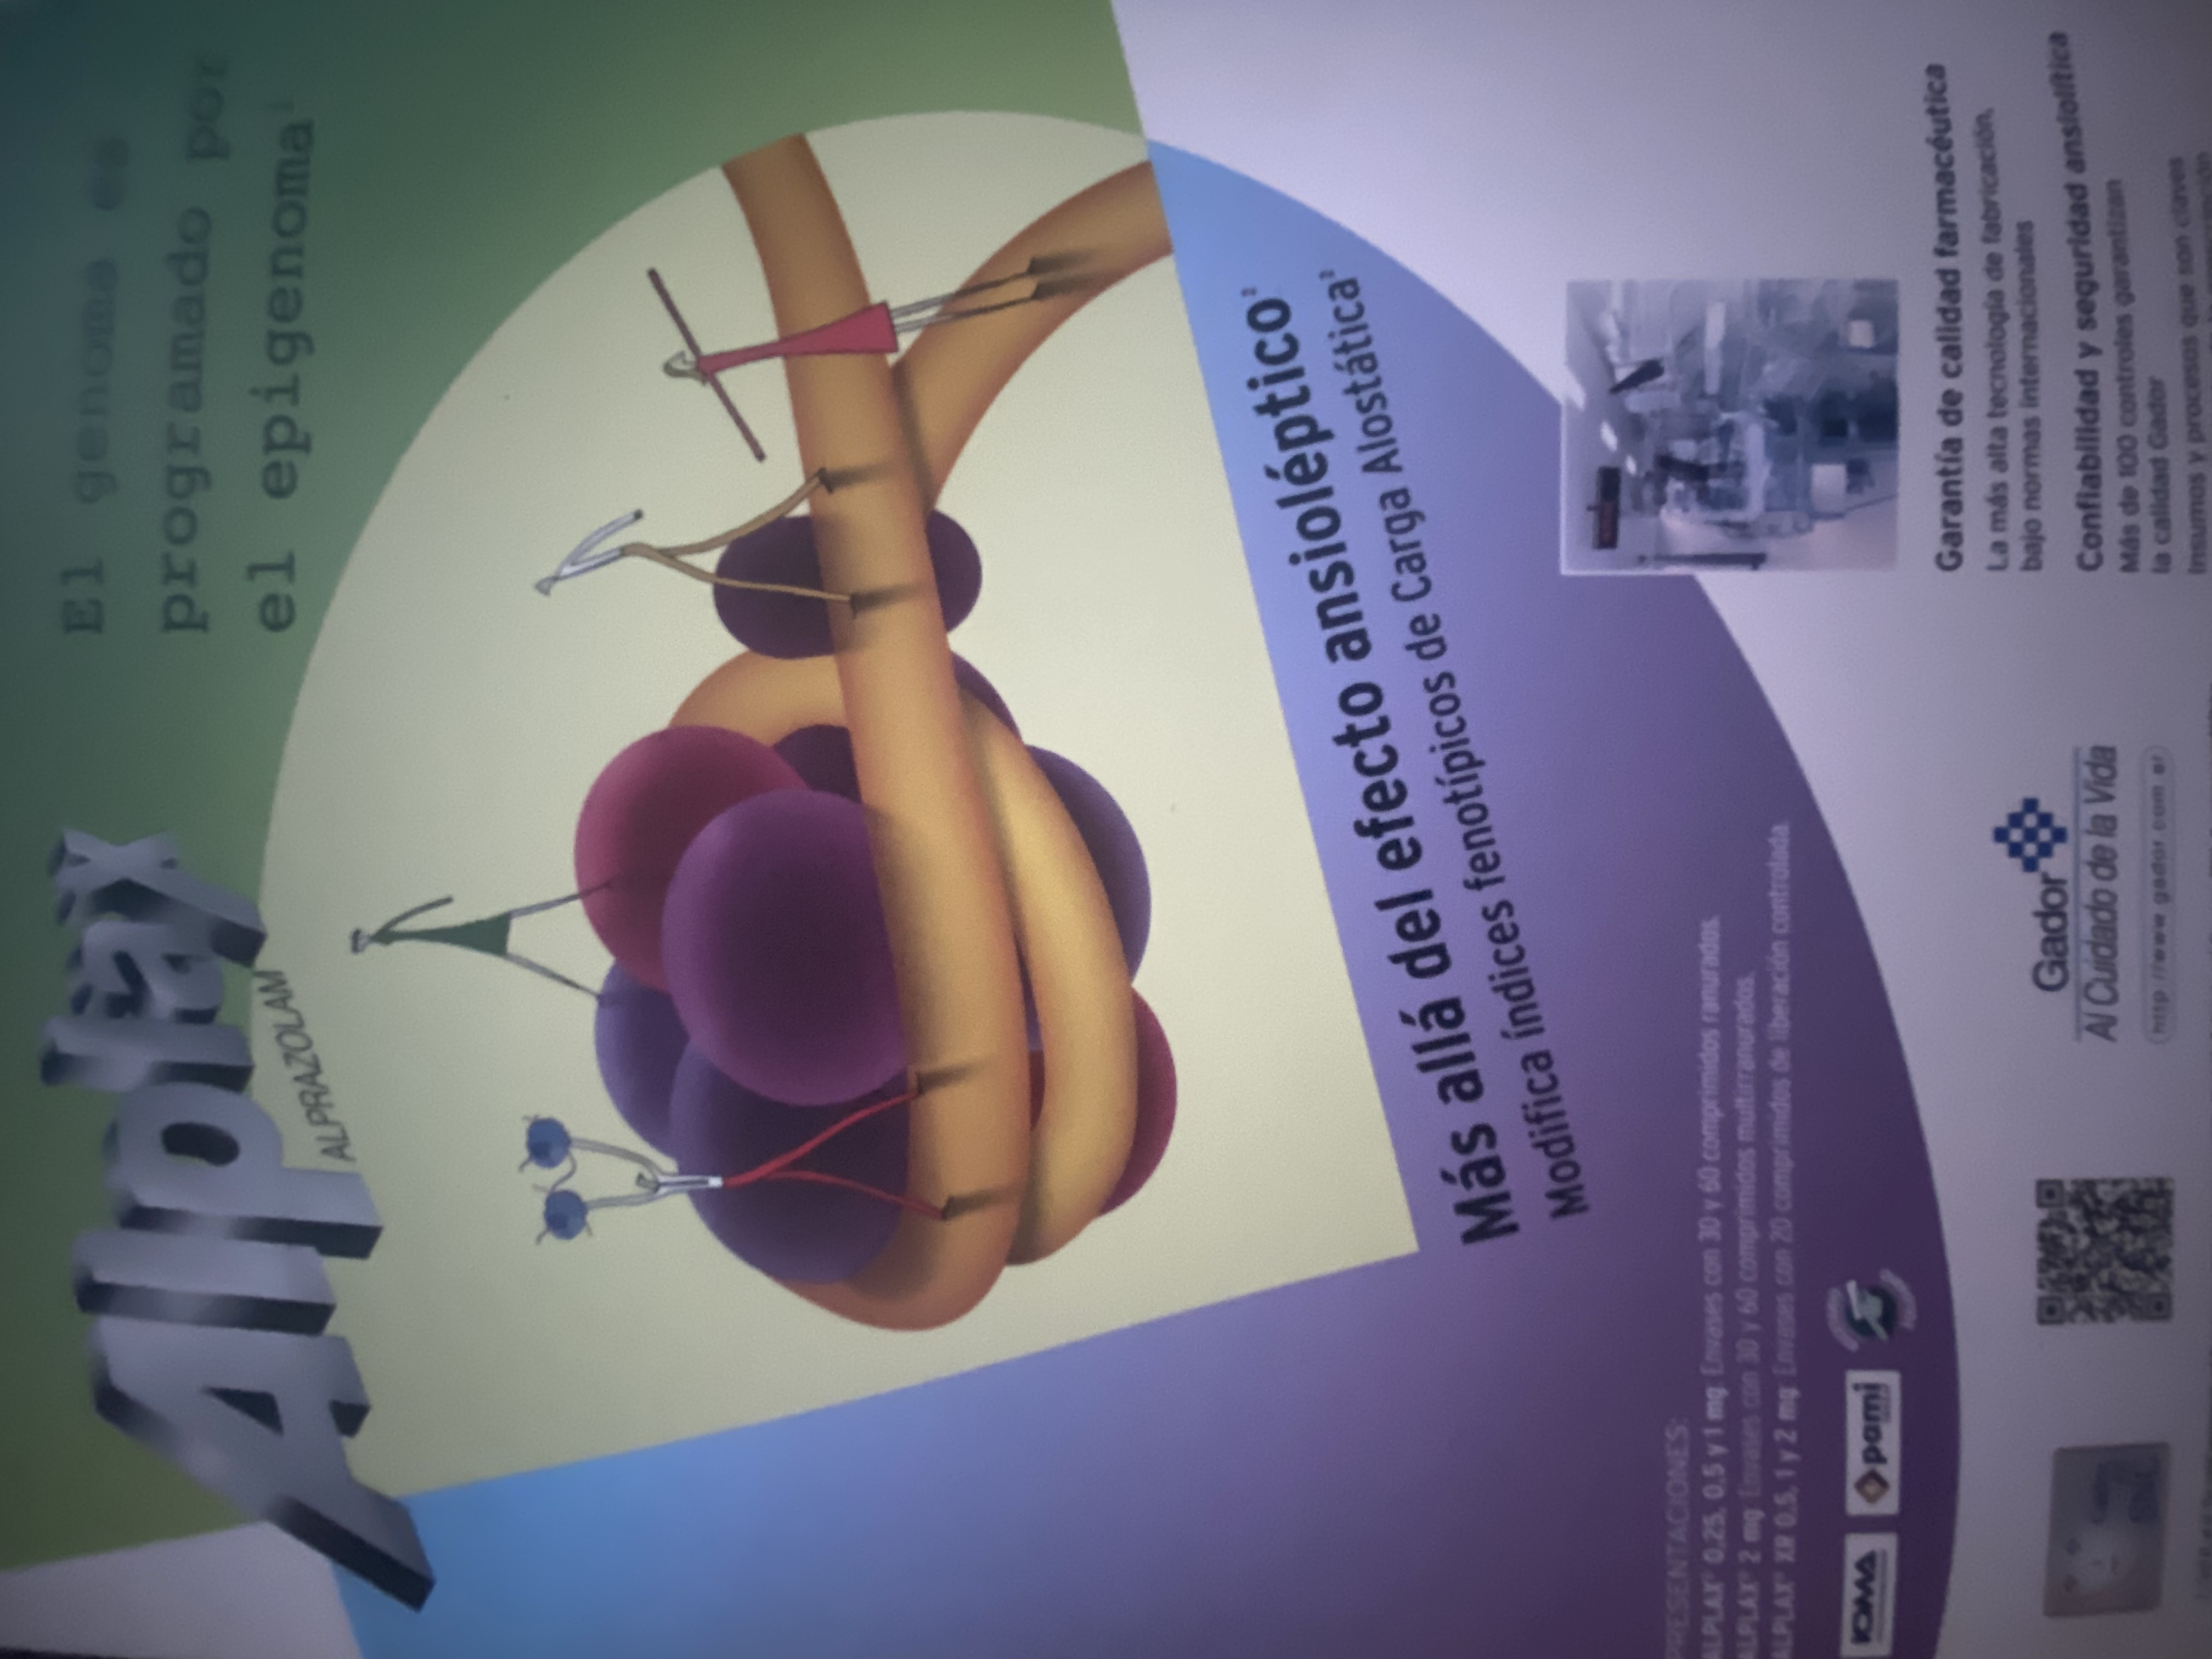 Alplax
ALPRAZOLAM
El genoma es
programado por
el epigenoma
Más allá del efecto ansioléptico²
Modifica índices fenotípicos de Carga Alostática²
PRESENTACIONES:
ALPLAX® 0,25, 0,5 y 1 mg: Envases con 30 y 60 comprimidos ranurados.
ALPLAX® 2 mg: Envases con 30 y 60 comprimidos multirranurados.
ALPLAX® XR 0,5, 1 y 2 mg: Envases con 20 comprimidos de liberación controlada.
IOMA
pami
Gador
Al Cuidado de la Vida
http://www.gador.com.ar
Garantía de calidad farmacéutica
La más alta tecnología de fabricación,
bajo normas internacionales
Confiabilidad y seguridad ansiolítica
Más de 100 controles garantizan
la calidad Gador
Insumos y procesos que son claves